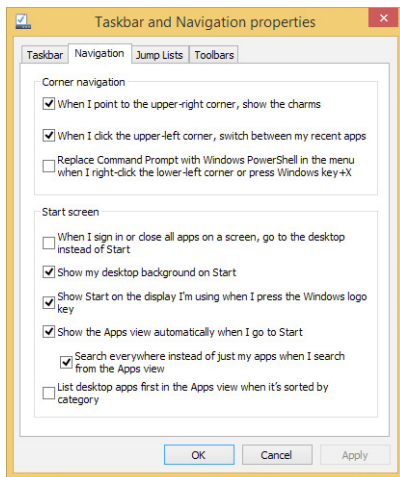 Taskbar and Navigation properties
Taskbar Navigation Jump Lists Toolbars
Corner navigation
When I point to the upper-right corner, show the charms
When I click the upper-left corner, switch between my recent apps
Replace Command Prompt with Windows PowerShell in the menu
when I right-click the lower-left corner or press Windows key+X
Start screen
When I sign in or close all apps on a screen, go to the desktop
instead of Start
Show my desktop background on Start
Show Start on the display I'm using when I press the Windows logo
key
Show the Apps view automatically when I go to Start
Search everywhere instead of just my apps when I search
from the Apps view
List desktop apps first in the Apps view when it's sorted by
category
OK Cancel Apply